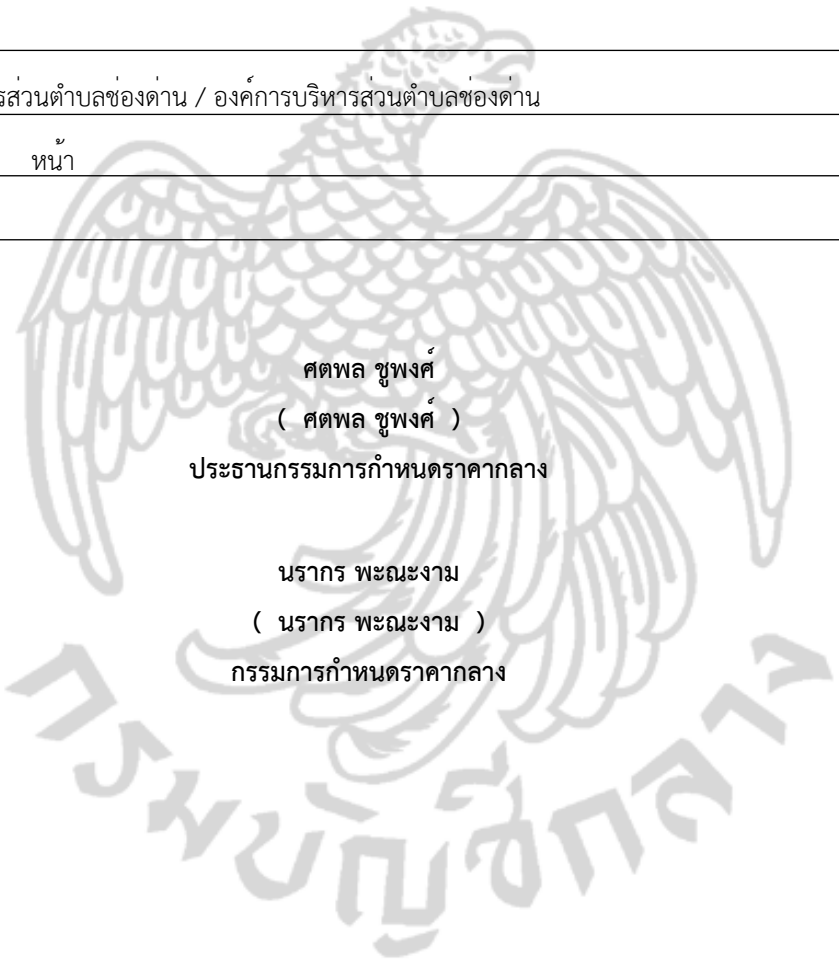 รส่วนตำบลช่องด่าน / องค์การบริหารส่วนตำบลช่องด่าน
หน้า
ศตพล ชูพงศ์
( ศตพล ชูพงศ์ )
ประธานกรรมการกำหนดราคากลาง
นรากร พะณะงาม
( นรากร พะณะงาม )
กรรมการกำหนดราคากลาง
กรมบัญชีกลาง